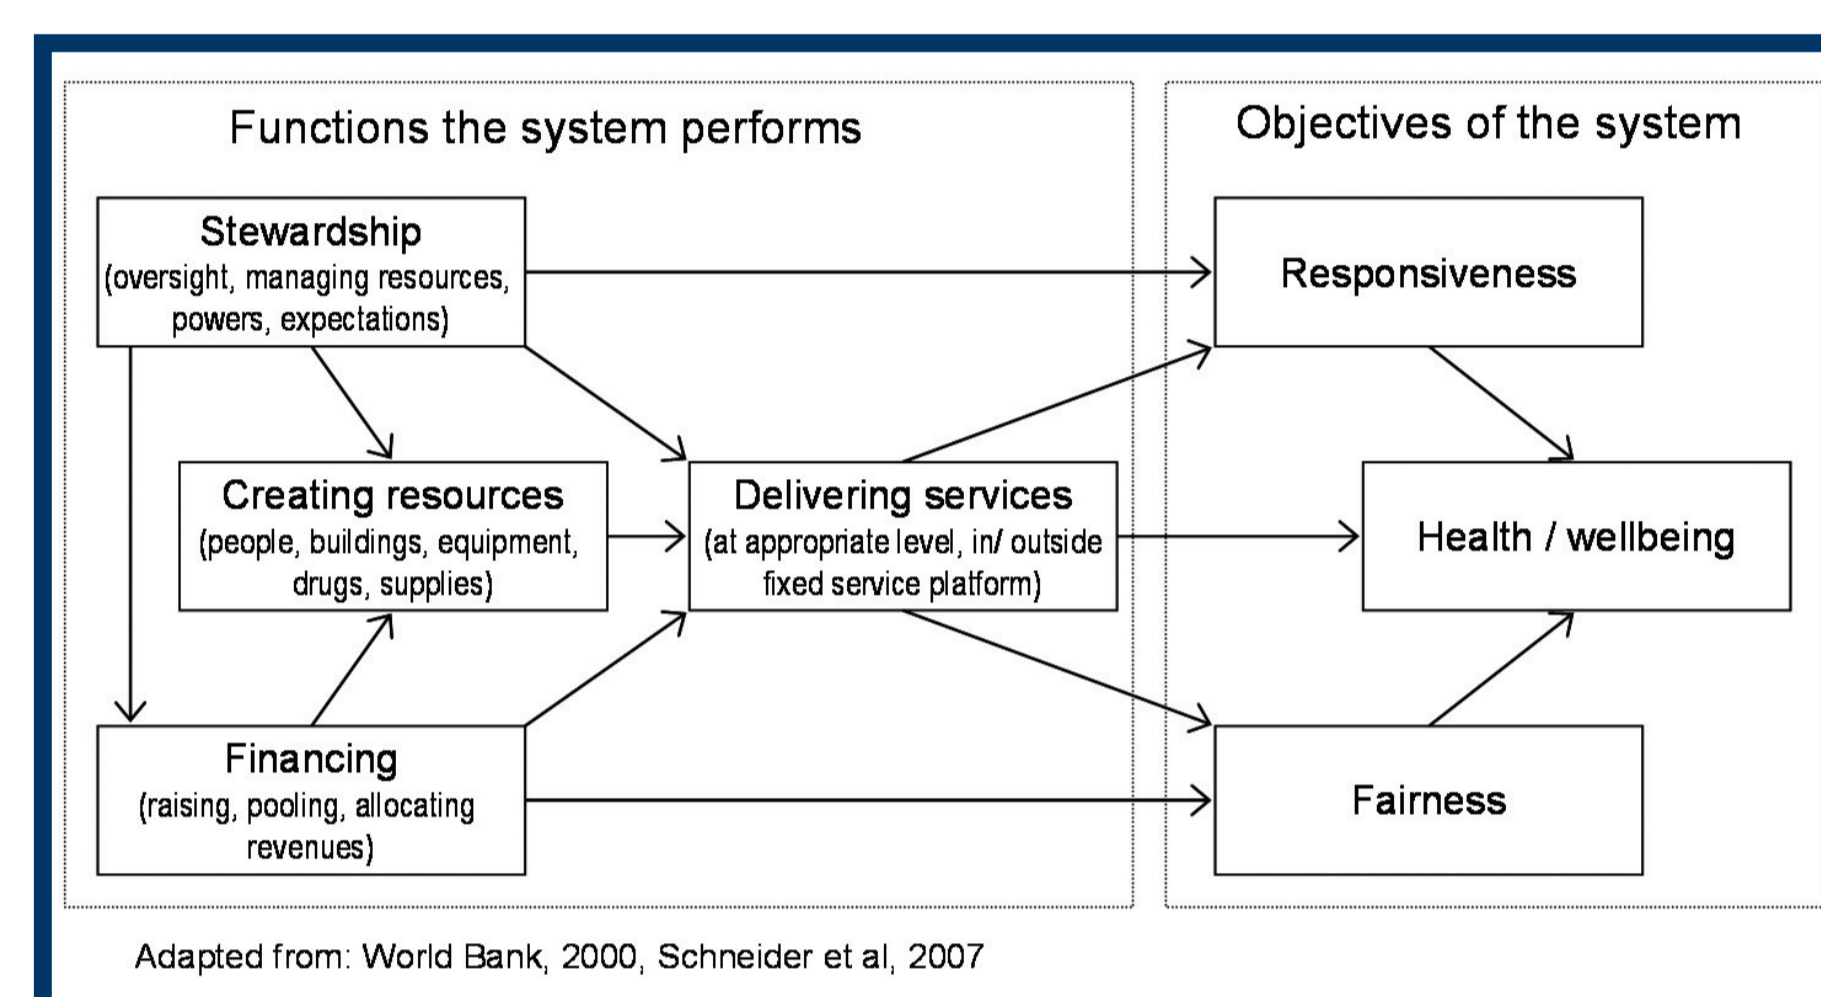 Functions the system performs
Objectives of the system
Stewardship
(oversight, managing resources,
powers, expectations)
Responsiveness
Creating resources
(people, buildings, equipment,
drugs, supplies)
Delivering services
(at appropriate level, in/ outside
fixed service platform)
Health / wellbeing
Financing
(raising, pooling, allocating
revenues)
Fairness
Adapted from: World Bank, 2000, Schneider et al, 2007